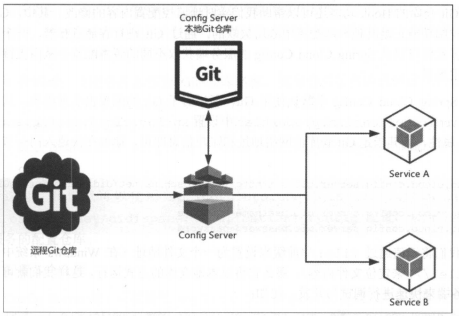 Config Server
本地Git仓库
Git
Git
远程Git仓库
Config Server
Service A
Service B